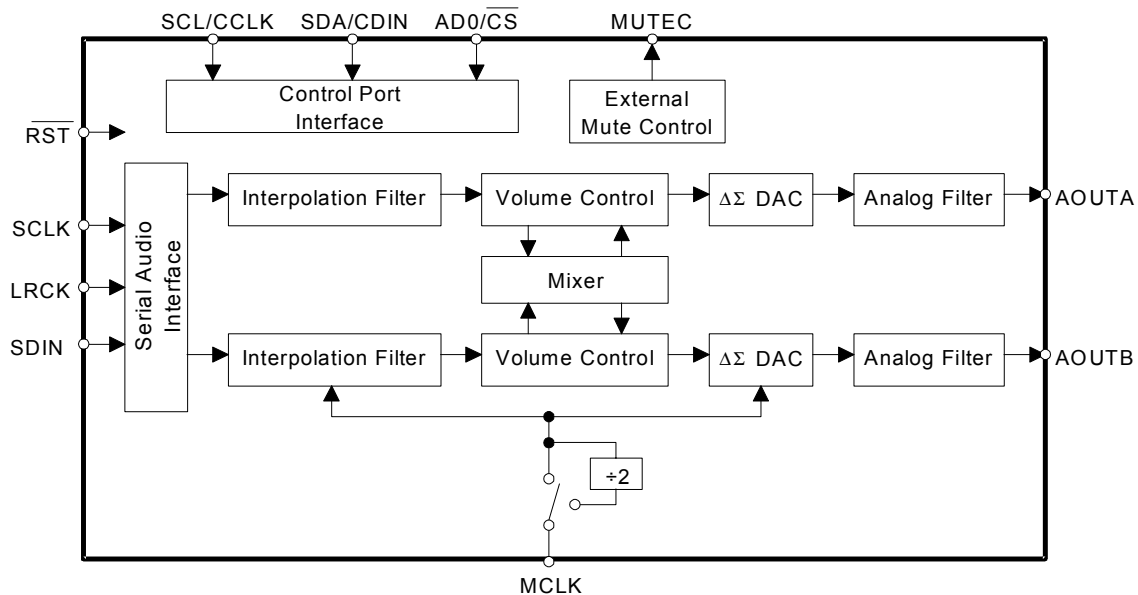 SCL/CCLK SDA/CDIN AD0/C̅S̅ MUTEC
Control Port
Interface
External
Mute Control
R̅S̅T̅
SCLK
LRCK
SDIN
Serial Audio
Interface
Interpolation Filter Volume Control ΔΣ DAC Analog Filter AOUTA
Mixer
Interpolation Filter Volume Control ΔΣ DAC Analog Filter AOUTB
÷2
MCLK